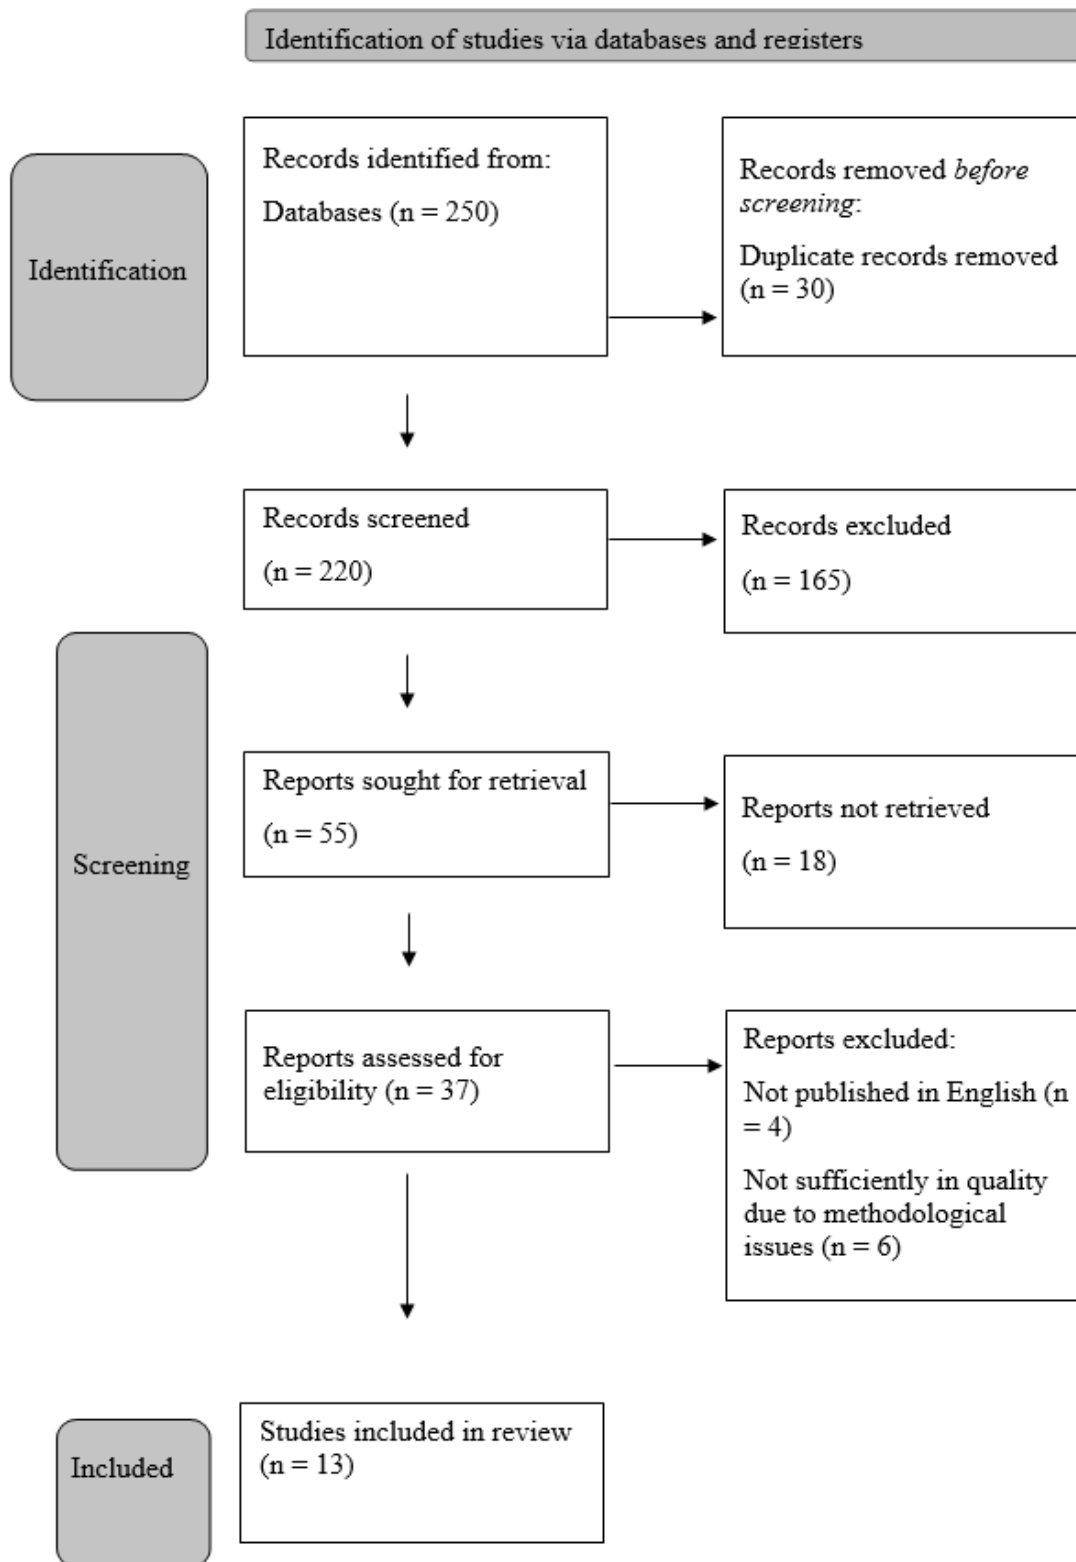 Identification of studies via databases and registers
Identification
Records identified from:
Databases (n = 250)
Records removed before
screening:
Duplicate records removed
(n = 30)
Records screened
(n = 220)
Records excluded
(n = 165)
Screening
Reports sought for retrieval
(n = 55)
Reports not retrieved
(n = 18)
Reports assessed for
eligibility (n = 37)
Reports excluded:
Not published in English (n
= 4)
Not sufficiently in quality
due to methodological
issues (n = 6)
Included
Studies included in review
(n = 13)